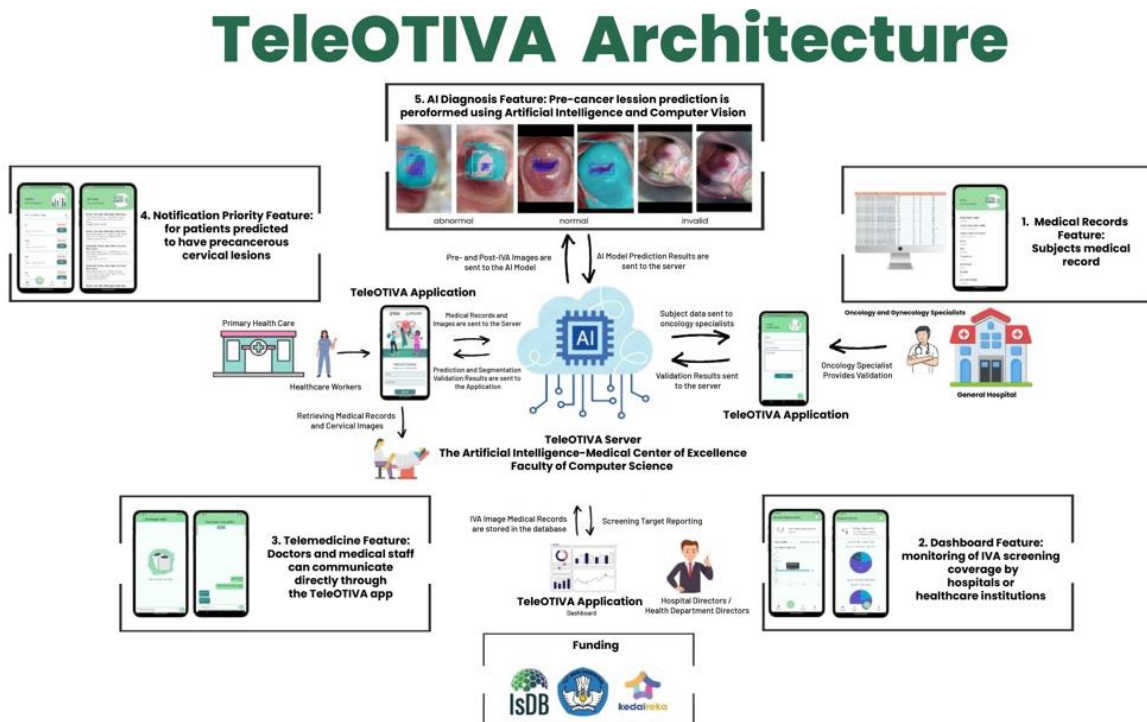 TeleOTIVA Architecture
5. AI Diagnosis Feature: Pre-cancer lession prediction is
peroformed using Artificial Intelligence and Computer Vision
abnormal
normal
invalid
4. Notification Priority Feature:
for patients predicted
to have precancerous
cervical lesions
1. Medical Records
Feature:
Subjects medical
record
Pre- and Post-IVA Images are
sent to the AI Model
AI Model Prediction Results are
sent to the server
TeleOTIVA Application
Primary Health Care
Healthcare Workers
Medical Records and
Images are sent to the Server
Prediction and Segmentation
Validation Results are sent to
the Application
AI
Subject data sent to
oncology specialists
Validation Results sent
to the server
Oncology and Gynecology Specialists
Oncology Specialist
Provides Validation
General Hospital
TeleOTIVA Application
Retrieving Medical Records
and Cervical Images
TeleOTIVA Server
The Artificial Intelligence-Medical Center of Excellence
Faculty of Computer Science
3. Telemedicine Feature:
Doctors and medical staff
can communicate
directly through
the TeleOTIVA app
IVA Image Medical Records
are stored in the database
Screening Target Reporting
TeleOTIVA Application
Dashboard
Hospital Directors /
Health Department Directors
2. Dashboard Feature:
monitoring of IVA screening
coverage by
hospitals or
healthcare institutions
Funding
IsDB
kedaireka